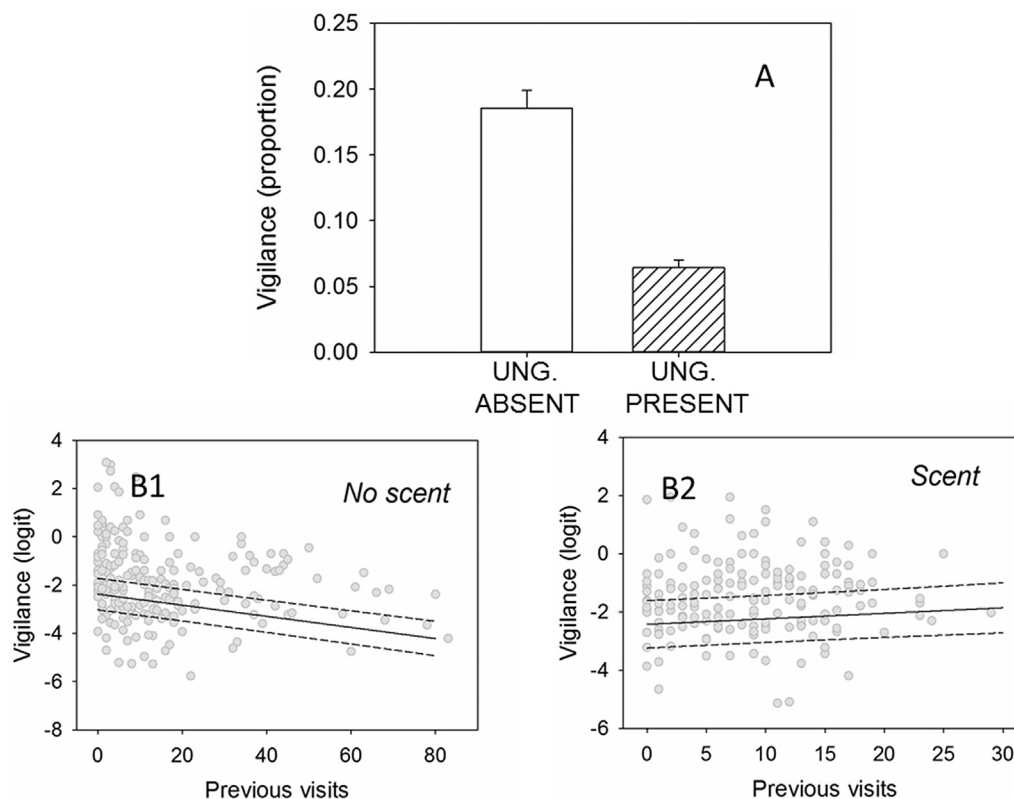 A
Vigilance (proportion)
0.25
0.20
0.15
0.10
0.05
0.00
UNG. ABSENT
UNG. PRESENT
B1
No scent
Vigilance (logit)
4
2
0
-2
-4
-6
-8
0 20 40 60 80
Previous visits
B2
Scent
Vigilance (logit)
4
2
0
-2
-4
-6
0 5 10 15 20 25 30
Previous visits